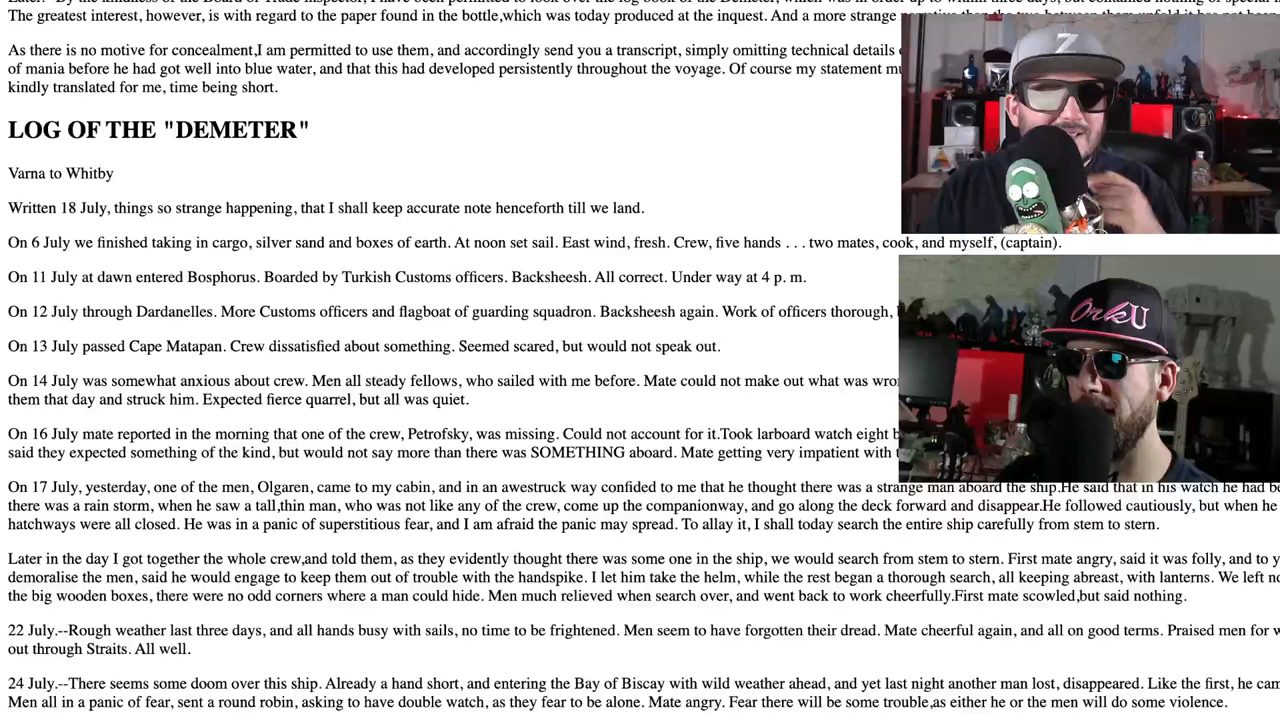 The greatest interest, however, is with regard to the paper found in the bottle,which was today produced at the inquest. And a more strange
As there is no motive for concealment,I am permitted to use them, and accordingly send you a transcript, simply omitting technical details
of mania before he had got well into blue water, and that this had developed persistently throughout the voyage. Of course my statement
kindly translated for me, time being short.
LOG OF THE "DEMETER"
Varna to Whitby
Written 18 July, things so strange happening, that I shall keep accurate note henceforth till we land.
On 6 July we finished taking in cargo, silver sand and boxes of earth. At noon set sail. East wind, fresh. Crew, five hands . . . two mates, cook, and myself, (captain).
On 11 July at dawn entered Bosphorus. Boarded by Turkish Customs officers. Backsheesh. All correct. Under way at 4 p. m.
On 12 July through Dardanelles. More Customs officers and flagboat of guarding squadron. Backsheesh again. Work of officers thorough,
On 13 July passed Cape Matapan. Crew dissatisfied about something. Seemed scared, but would not speak out.
On 14 July was somewhat anxious about crew. Men all steady fellows, who sailed with me before. Mate could not make out what was
them that day and struck him. Expected fierce quarrel, but all was quiet.
On 16 July mate reported in the morning that one of the crew, Petrofsky, was missing. Could not account for it.Took larboard watch eight
said they expected something of the kind, but would not say more than there was SOMETHING aboard. Mate getting very impatient with
On 17 July, yesterday, one of the men, Olgaren, came to my cabin, and in an awestruck way confided to me that he thought there was a strange man aboard the ship.He said that in his watch he had
there was a rain storm, when he saw a tall,thin man, who was not like any of the crew, come up the companionway, and go along the deck forward and disappear.He followed cautiously, but when he
hatchways were all closed. He was in a panic of superstitious fear, and I am afraid the panic may spread. To allay it, I shall today search the entire ship carefully from stem to stern.
Later in the day I got together the whole crew,and told them, as they evidently thought there was some one in the ship, we would search from stem to stern. First mate angry, said it was folly, and to
demoralise the men, said he would engage to keep them out of trouble with the handspike. I let him take the helm, while the rest began a thorough search, all keeping abreast, with lanterns. We left
the big wooden boxes, there were no odd corners where a man could hide. Men much relieved when search over, and went back to work cheerfully.First mate scowled,but said nothing.
22 July.--Rough weather last three days, and all hands busy with sails, no time to be frightened. Men seem to have forgotten their dread. Mate cheerful again, and all on good terms. Praised men for
out through Straits. All well.
24 July.--There seems some doom over this ship. Already a hand short, and entering the Bay of Biscay with wild weather ahead, and yet last night another man lost, disappeared. Like the first, he
Men all in a panic of fear, sent a round robin, asking to have double watch, as they fear to be alone. Mate angry. Fear there will be some trouble,as either he or the men will do some violence.
Z
OrkU